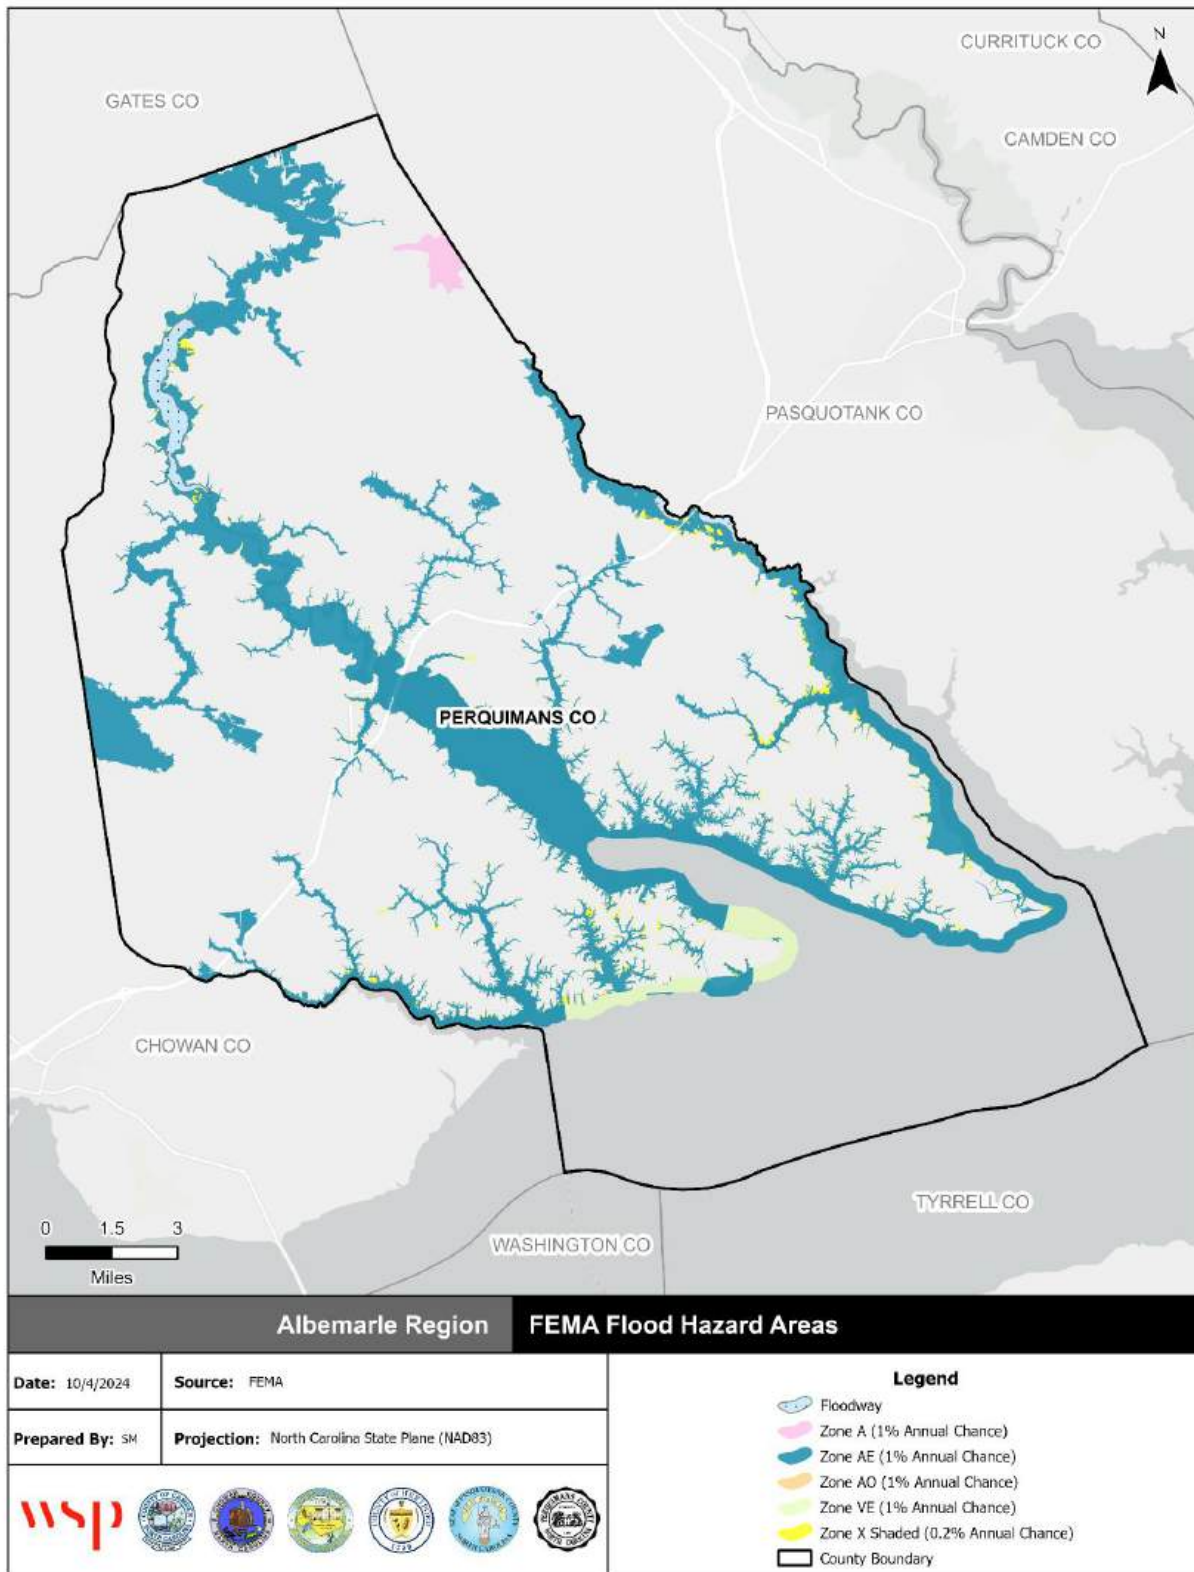 N
CURRITUCK CO
GATES CO
CAMDEN CO
PASQUOTANK CO
PERQUIMANS CO
CHOWAN CO
TYRRELL CO
WASHINGTON CO
0 1.5 3
Miles
Albemarle Region FEMA Flood Hazard Areas
Date: 10/4/2024 Source: FEMA
Prepared By: SM Projection: North Carolina State Plane (NAD83)
wsp
Legend
Floodway
Zone A (1% Annual Chance)
Zone AE (1% Annual Chance)
Zone AO (1% Annual Chance)
Zone VE (1% Annual Chance)
Zone X Shaded (0.2% Annual Chance)
County Boundary